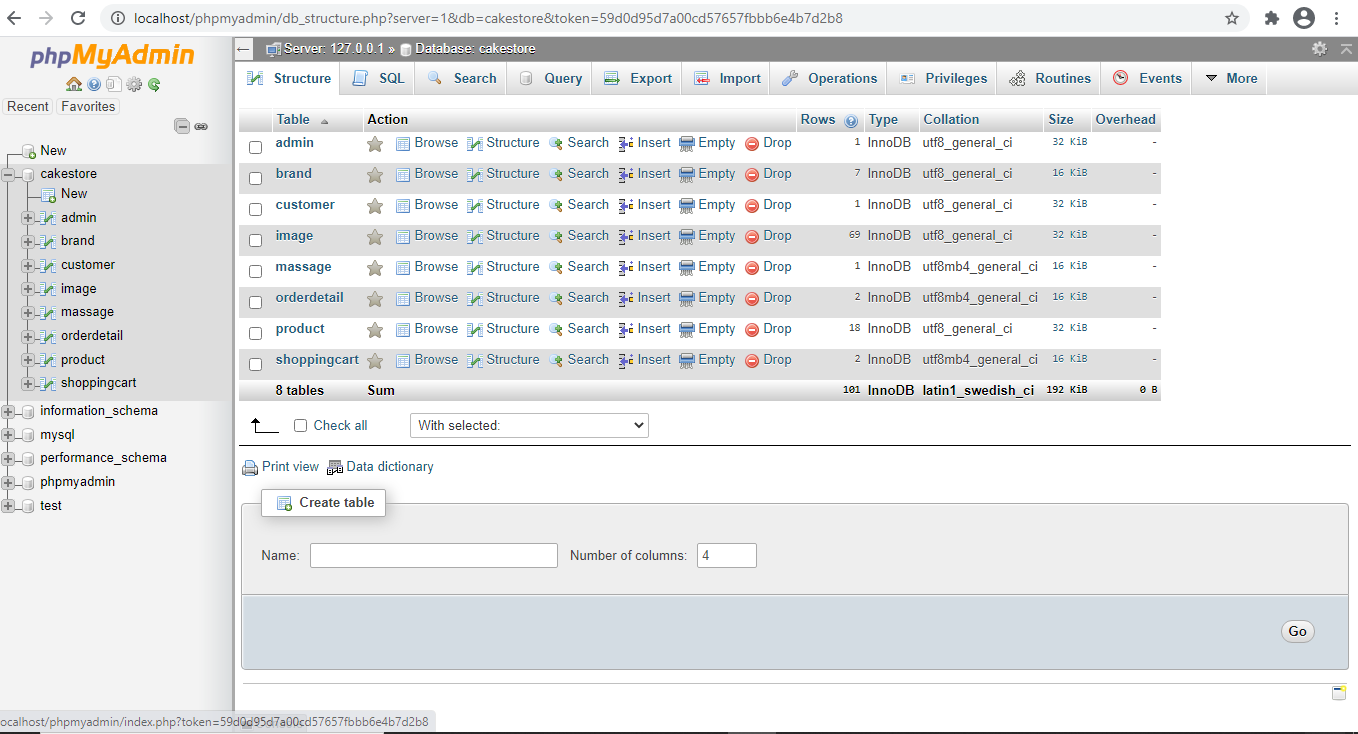 localhost/phpmyadmin/db_structure.php?server=1&db=cakestore&token=59d0d95d7a00cd57657fbbb6e4b7d2b8
phpMyAdmin
Recent Favorites
New
cakestore
New
admin
brand
customer
image
massage
orderdetail
product
shoppingcart
information_schema
mysql
performance_schema
phpmyadmin
test
Server: 127.0.0.1 » Database: cakestore
Structure SQL Search Query Export Import Operations Privileges Routines Events More
Table Action Rows Type Collation Size Overhead
admin Browse Structure Search Insert Empty Drop 1 InnoDB utf8_general_ci 32 KiB -
brand Browse Structure Search Insert Empty Drop 7 InnoDB utf8_general_ci 16 KiB -
customer Browse Structure Search Insert Empty Drop 1 InnoDB utf8_general_ci 32 KiB -
image Browse Structure Search Insert Empty Drop 69 InnoDB utf8_general_ci 32 KiB -
massage Browse Structure Search Insert Empty Drop 1 InnoDB utf8mb4_general_ci 16 KiB -
orderdetail Browse Structure Search Insert Empty Drop 2 InnoDB utf8mb4_general_ci 16 KiB -
product Browse Structure Search Insert Empty Drop 18 InnoDB utf8_general_ci 32 KiB -
shoppingcart Browse Structure Search Insert Empty Drop 2 InnoDB utf8mb4_general_ci 16 KiB -
8 tables Sum 101 InnoDB latin1_swedish_ci 192 KiB 0 B
Check all With selected:
Print view Data dictionary
Create table
Name: Number of columns: 4
Go
ocalhost/phpmyadmin/index.php?token=59d0d95d7a00cd57657fbbb6e4b7d2b8